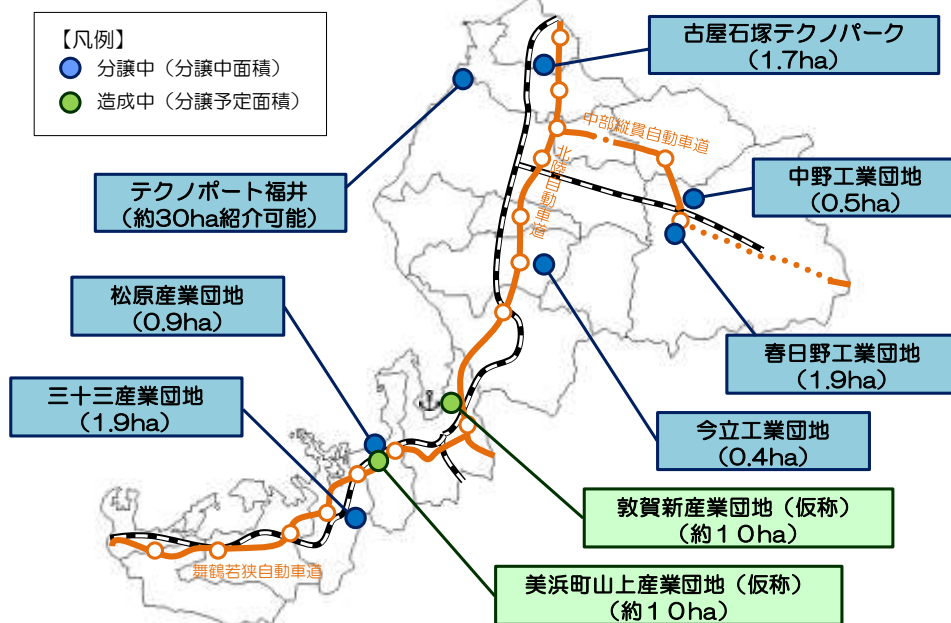 【凡例】
分譲中（分譲中面積）
造成中（分譲予定面積）
古屋石塚テクノパーク
（1.7ha）
中部縦貫自動車道
北陸自動車道
テクノポート福井
（約30ha紹介可能）
中野工業団地
（0.5ha）
松原産業団地
（0.9ha）
春日野工業団地
（1.9ha）
三十三産業団地
（1.9ha）
今立工業団地
（0.4ha）
敦賀新産業団地（仮称）
（約１０ha）
舞鶴若狭自動車道
美浜町山上産業団地（仮称）
（約１０ha）